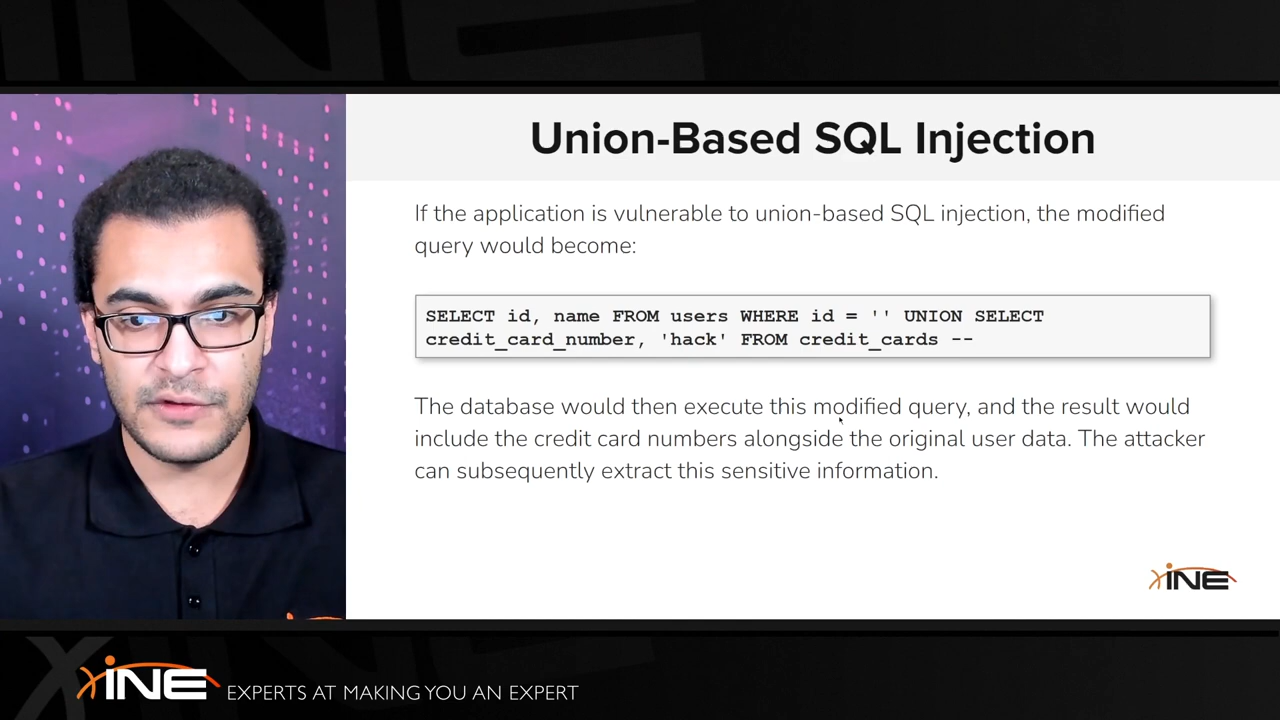 Union-Based SQL Injection
If the application is vulnerable to union-based SQL injection, the modified
query would become:
SELECT id, name FROM users WHERE id = '' UNION SELECT
credit_card_number, 'hack' FROM credit_cards --
The database would then execute this modified query, and the result would
include the credit card numbers alongside the original user data. The attacker
can subsequently extract this sensitive information.
INE
INE EXPERTS AT MAKING YOU AN EXPERT